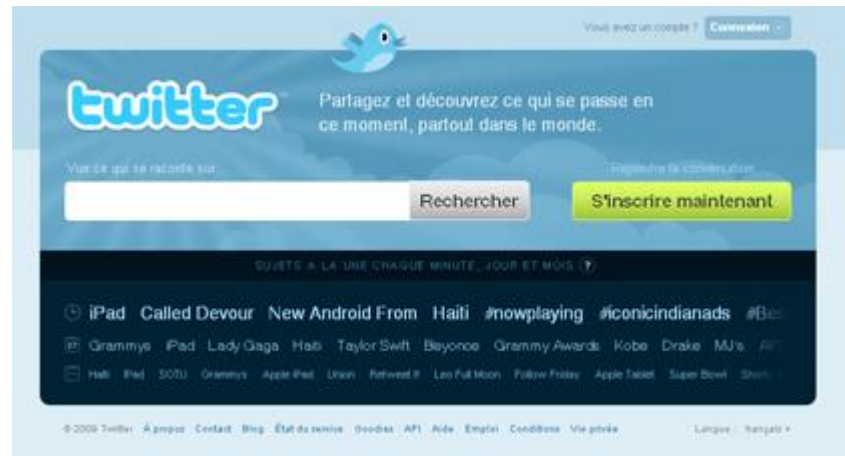 Vous avez un compte ? Connexion
twitter
Partagez et découvrez ce qui se passe en
ce moment, partout dans le monde.
Voir ce qui se raconte sur...
Rejoindre la conversation
Rechercher
S'inscrire maintenant
SUJETS A LA UNE CHAQUE MINUTE, JOUR ET MOIS ?
iPad Called Devour New Android From Haiti #nowplaying #iconicindianads #Bes
Grammys iPad Lady Gaga Haiti Taylor Swift Beyonce Grammy Awards Kobe Drake MJ's
Haiti iPad SOTU Grammys Apple iPad Union Retweet It Leo Full Moon Follow Friday Apple Tablet Super Bowl
© 2009 Twitter À propos Contact Blog État du service Goodies API Aide Emploi Conditions Vie privée Langue : français